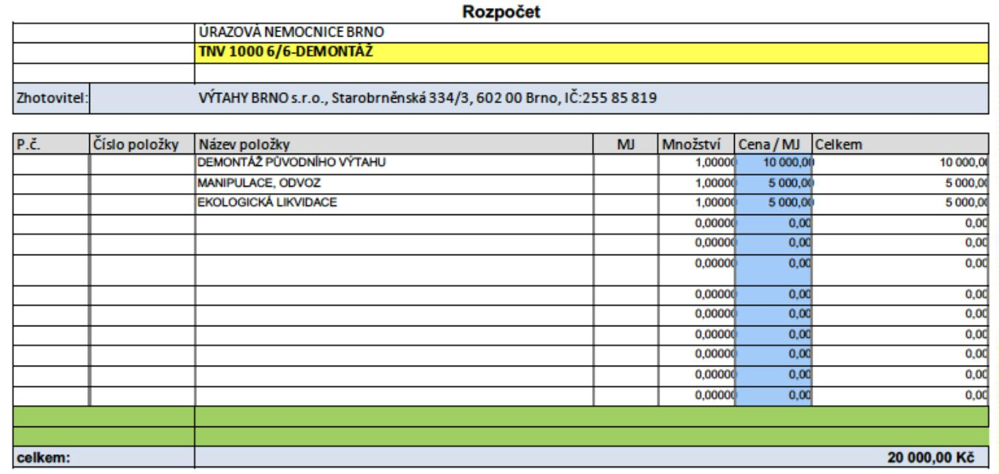 Rozpočet
ÚRAZOVÁ NEMOCNICE BRNO
TNV 1000 6/6-DEMONTÁŽ
Zhotovitel: VÝTAHY BRNO s.r.o., Starobrněnská 334/3, 602 00 Brno, IČ:255 85 819
P.č. Číslo položky Název položky MJ Množství Cena / MJ Celkem
DEMONTÁŽ PŮVODNÍHO VÝTAHU 1,00000 10 000,00 10 000,00
MANIPULACE, ODVOZ 1,00000 5 000,00 5 000,00
EKOLOGICKÁ LIKVIDACE 1,00000 5 000,00 5 000,00
0,00000 0,00 0,00
0,00000 0,00 0,00
0,00000 0,00 0,00
0,00000 0,00 0,00
0,00000 0,00 0,00
0,00000 0,00 0,00
0,00000 0,00 0,00
0,00000 0,00 0,00
0,00000 0,00 0,00
celkem: 20 000,00 Kč